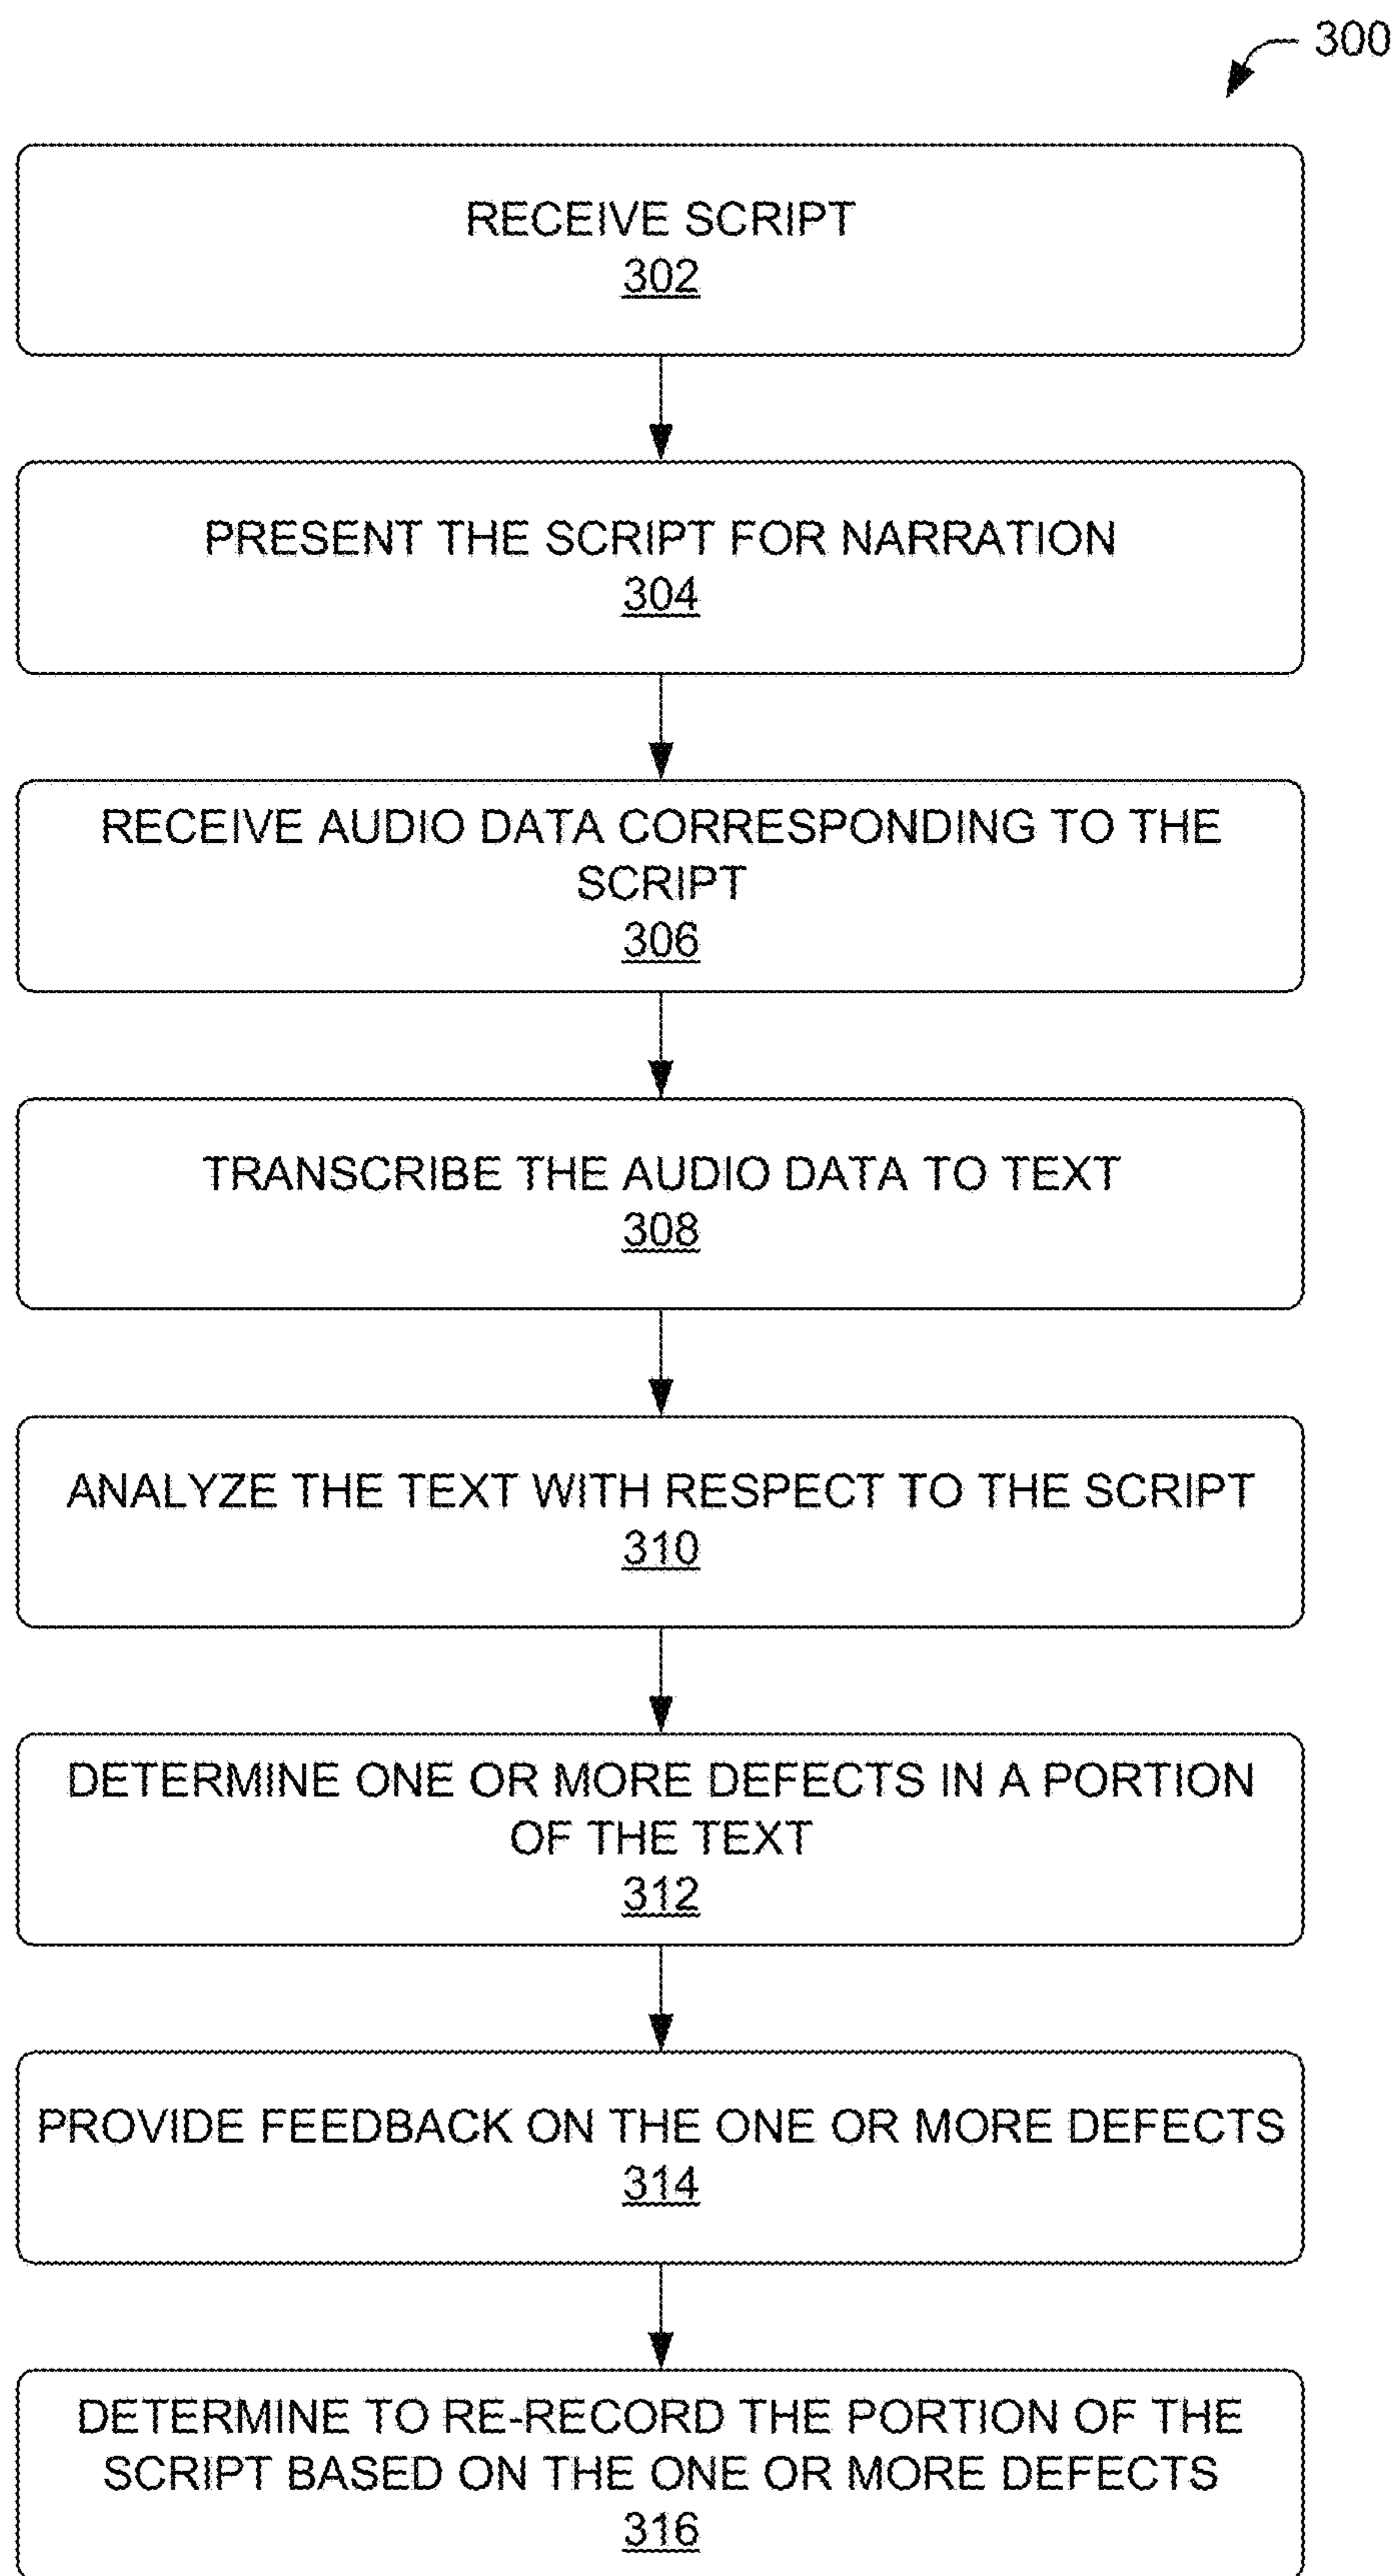 300
RECEIVE SCRIPT
302
PRESENT THE SCRIPT FOR NARRATION
304
RECEIVE AUDIO DATA CORRESPONDING TO THE
SCRIPT
306
TRANSCRIBE THE AUDIO DATA TO TEXT
308
ANALYZE THE TEXT WITH RESPECT TO THE SCRIPT
310
DETERMINE ONE OR MORE DEFECTS IN A PORTION
OF THE TEXT
312
PROVIDE FEEDBACK ON THE ONE OR MORE DEFECTS
314
DETERMINE TO RE-RECORD THE PORTION OF THE
SCRIPT BASED ON THE ONE OR MORE DEFECTS
316